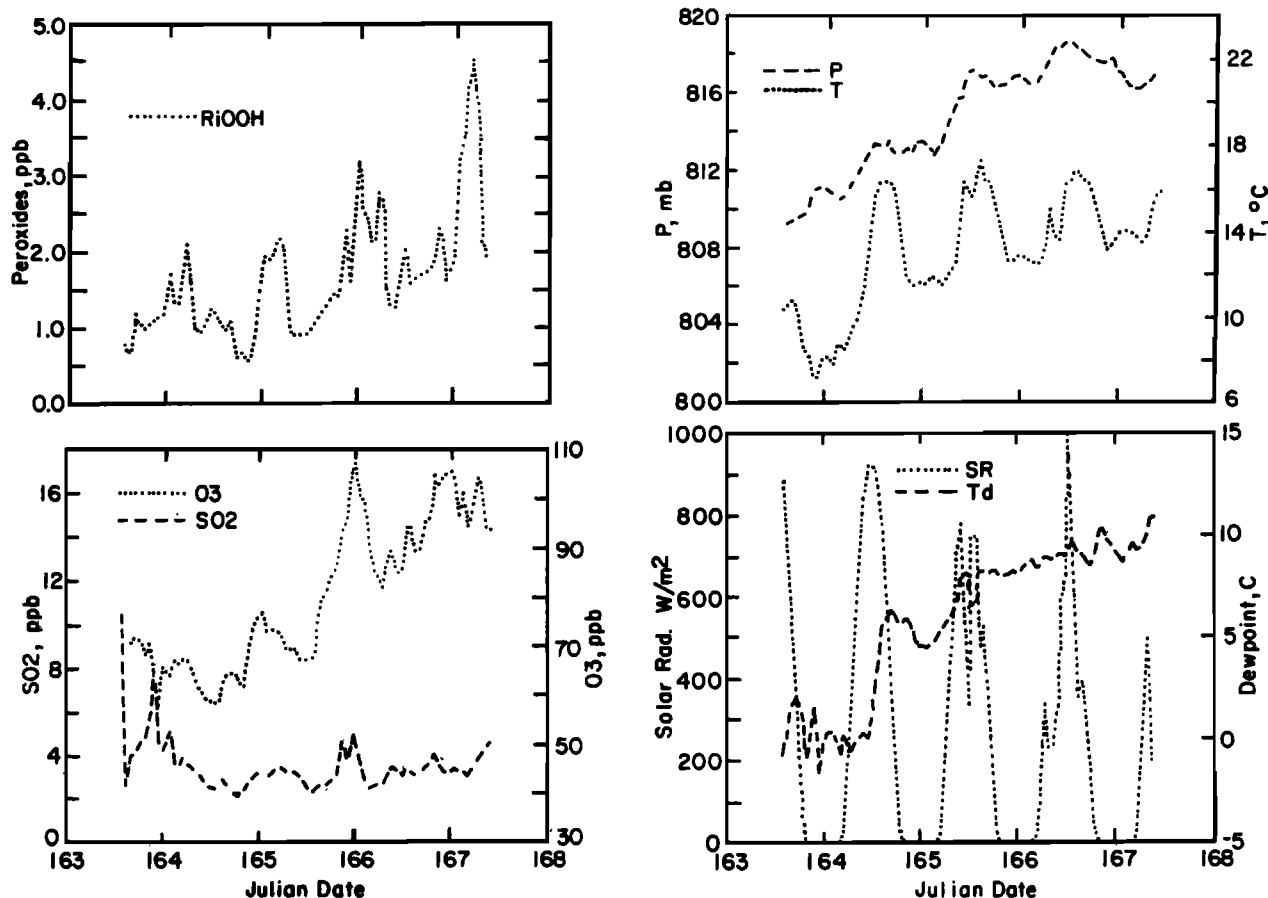 5.0
4.0
3.0
2.0
1.0
0.0
Peroxides, ppb
RiOOH
820
816
812
808
804
800
P, mb
P
T
22
18
14
10
6
T, °C
16
12
8
4
0
SO2, ppb
O3
SO2
110
90
70
50
30
O3, ppb
163 164 165 166 167 168
Julian Date
1000
800
600
400
200
0
Solar Rad. W/m2
SR
Td
15
10
5
0
-5
Dewpoint, C
163 164 165 166 167 168
Julian Date